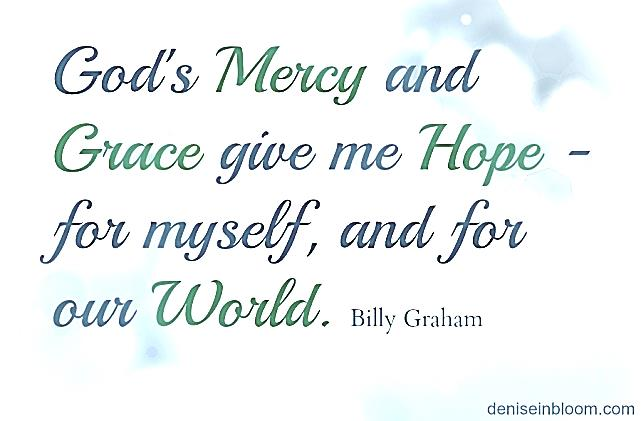 God's Mercy and
Grace give me Hope -
for myself, and for
our World. Billy Graham
deniseinbloom.com